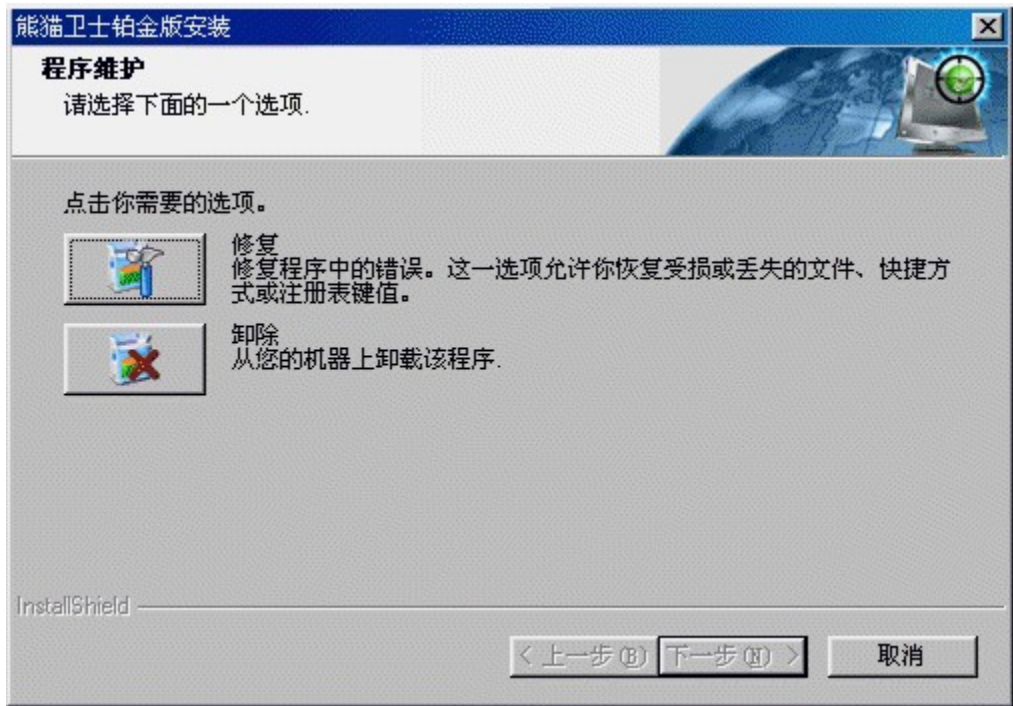 熊猫卫士铂金版安装
程序维护
请选择下面的一个选项.
点击你需要的选项。
修复
修复程序中的错误。这一选项允许你恢复受损或丢失的文件、快捷方
式或注册表键值。
卸除
从您的机器上卸载该程序.
InstallShield
< 上一步(B) 下一步(N) > 取消